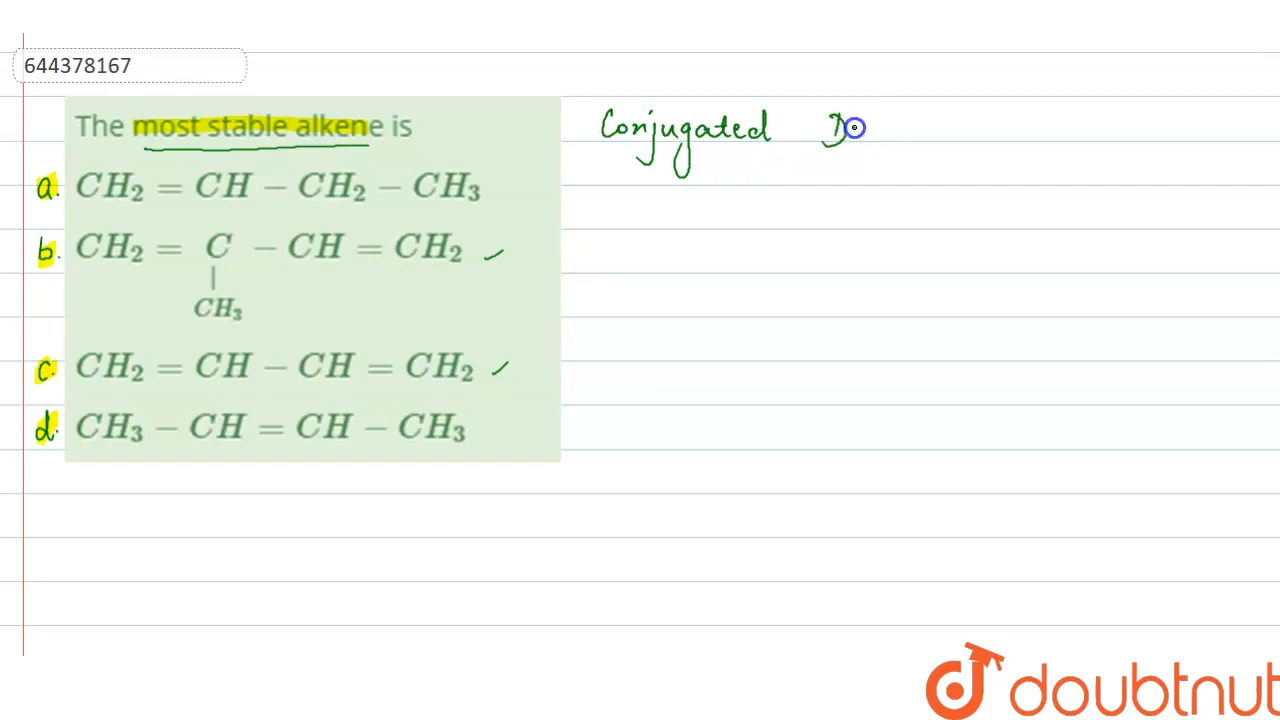 644378167
The most stable alkene is
Conjugated D
a. CH₂ = CH − CH₂ − CH₃
b. CH₂ = C − CH = CH₂ ✓
|
CH₃
c. CH₂ = CH − CH = CH₂ ✓
d. CH₃ − CH = CH − CH₃
doubtnut